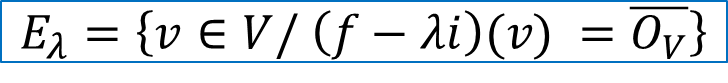 E_λ = {v ∈ V/ (f − λi)(v) = \overline{O_V}}